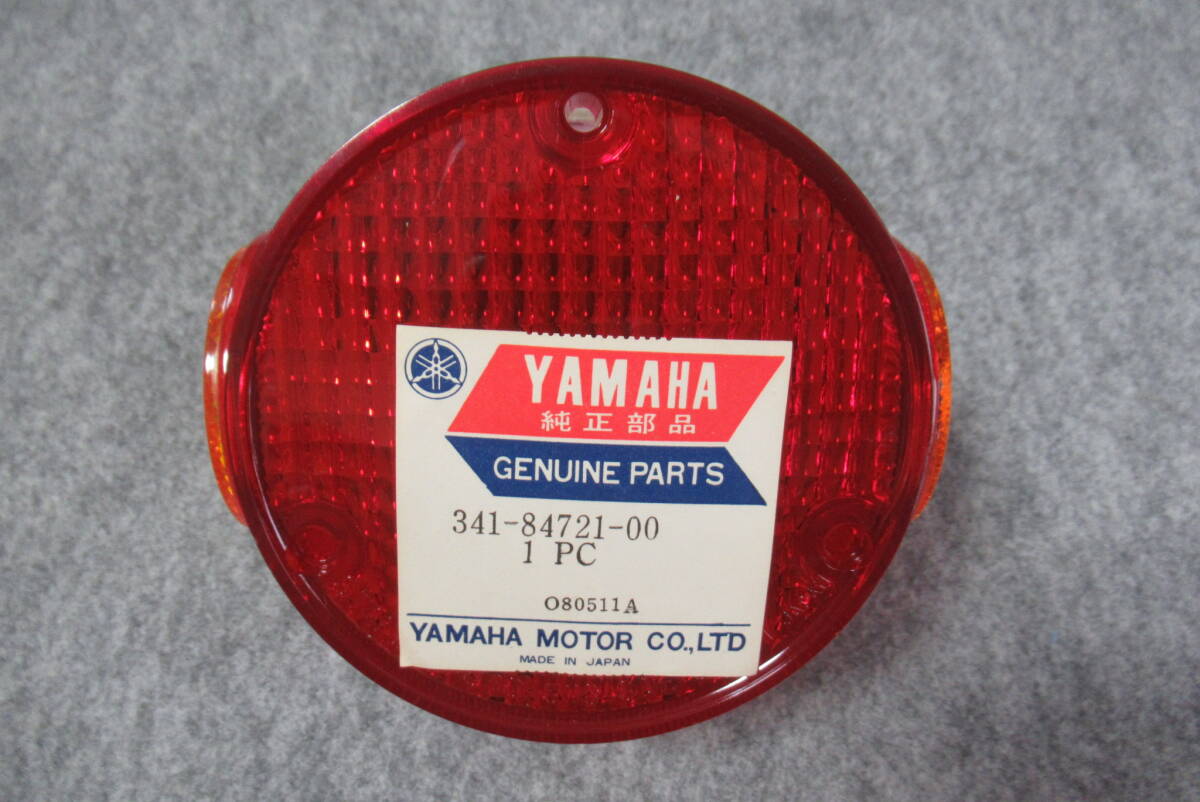 YAMAHA
純正部品
GENUINE PARTS
341-84721-00
1 PC
O80511A
YAMAHA MOTOR CO.,LTD
MADE IN JAPAN
JAPAN